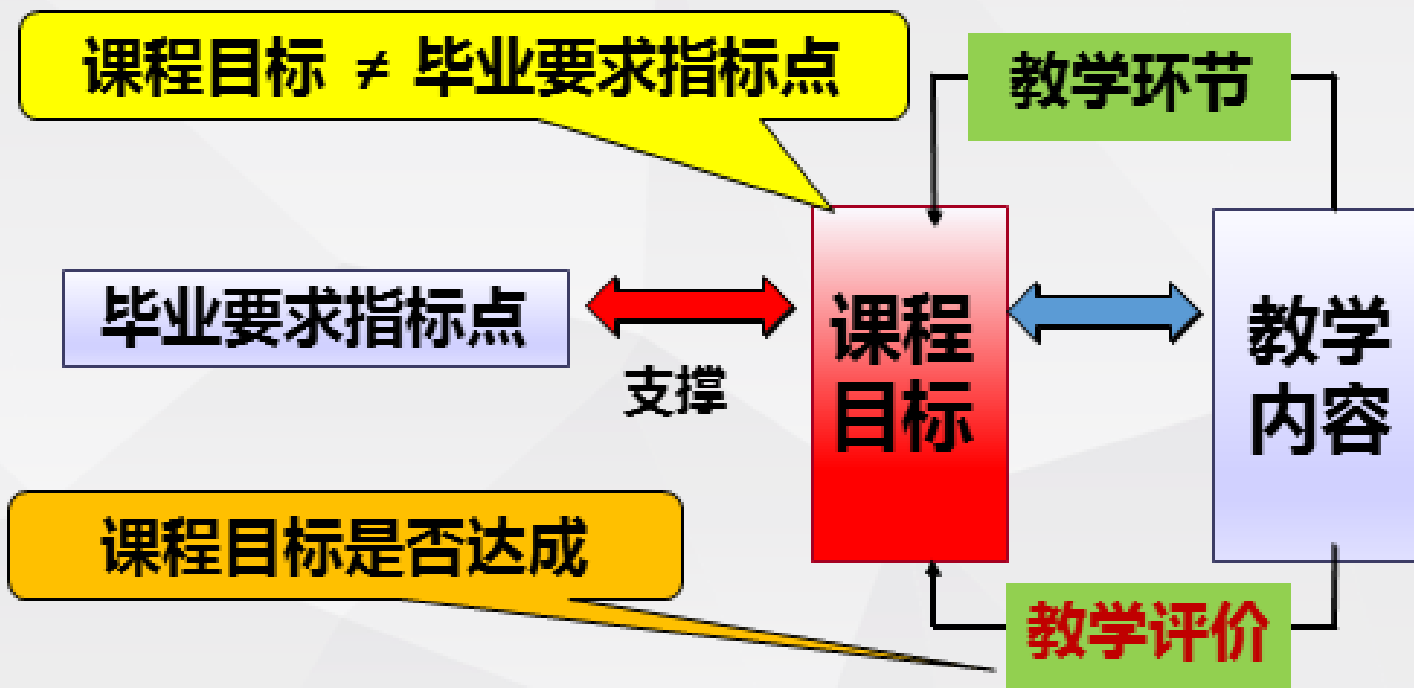 课程目标 ≠ 毕业要求指标点
教学环节
毕业要求指标点
支撑
课程
目标
教学
内容
课程目标是否达成
教学评价